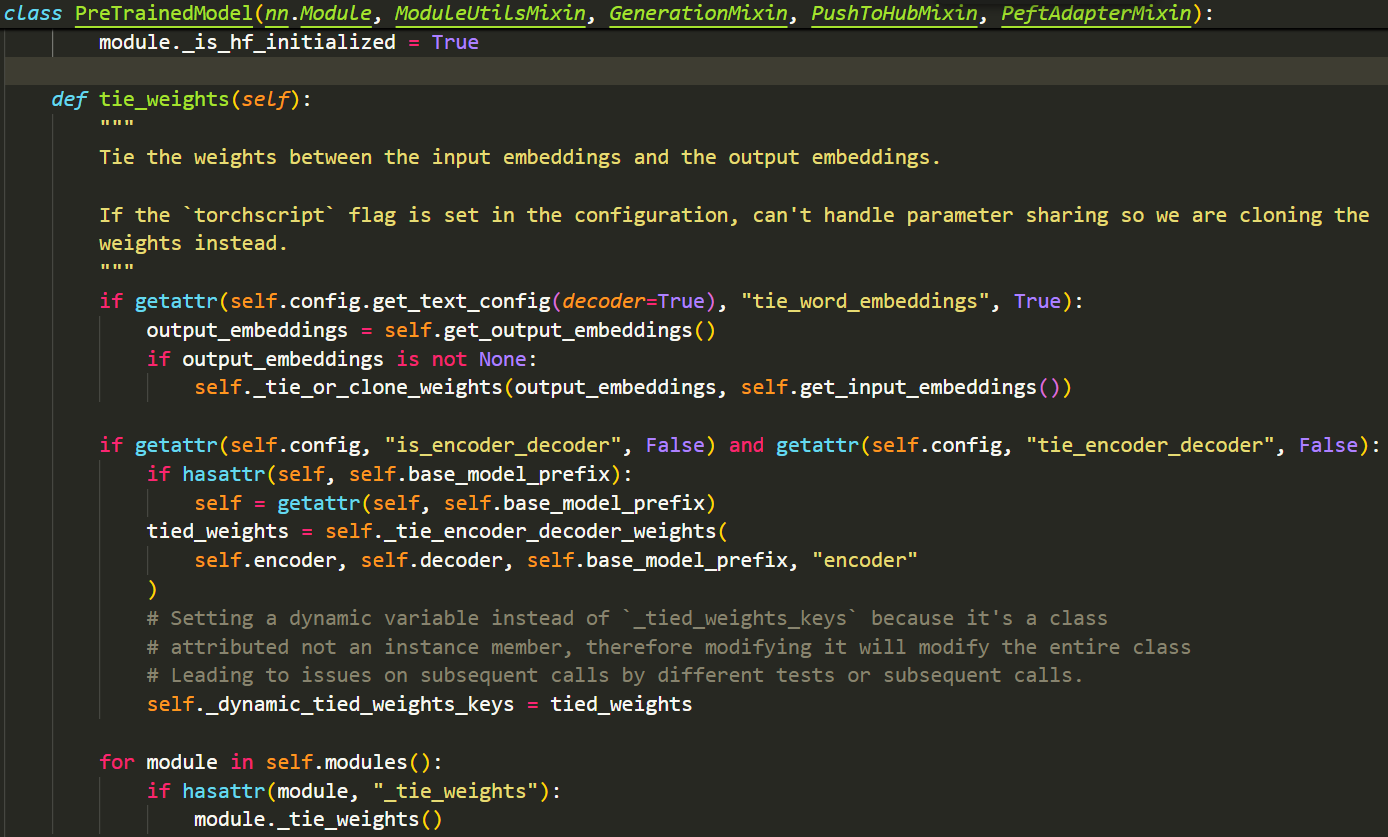 class PreTrainedModel(nn.Module, ModuleUtilsMixin, GenerationMixin, PushToHubMixin, PeftAdapterMixin):
module._is_hf_initialized = True
def tie_weights(self):
"""
Tie the weights between the input embeddings and the output embeddings.
If the `torchscript` flag is set in the configuration, can't handle parameter sharing so we are cloning the
weights instead.
"""
if getattr(self.config.get_text_config(decoder=True), "tie_word_embeddings", True):
output_embeddings = self.get_output_embeddings()
if output_embeddings is not None:
self._tie_or_clone_weights(output_embeddings, self.get_input_embeddings())
if getattr(self.config, "is_encoder_decoder", False) and getattr(self.config, "tie_encoder_decoder", False):
if hasattr(self, self.base_model_prefix):
self = getattr(self, self.base_model_prefix)
tied_weights = self._tie_encoder_decoder_weights(
self.encoder, self.decoder, self.base_model_prefix, "encoder"
)
# Setting a dynamic variable instead of `_tied_weights_keys` because it's a class
# attributed not an instance member, therefore modifying it will modify the entire class
# Leading to issues on subsequent calls by different tests or subsequent calls.
self._dynamic_tied_weights_keys = tied_weights
for module in self.modules():
if hasattr(module, "_tie_weights"):
module._tie_weights()